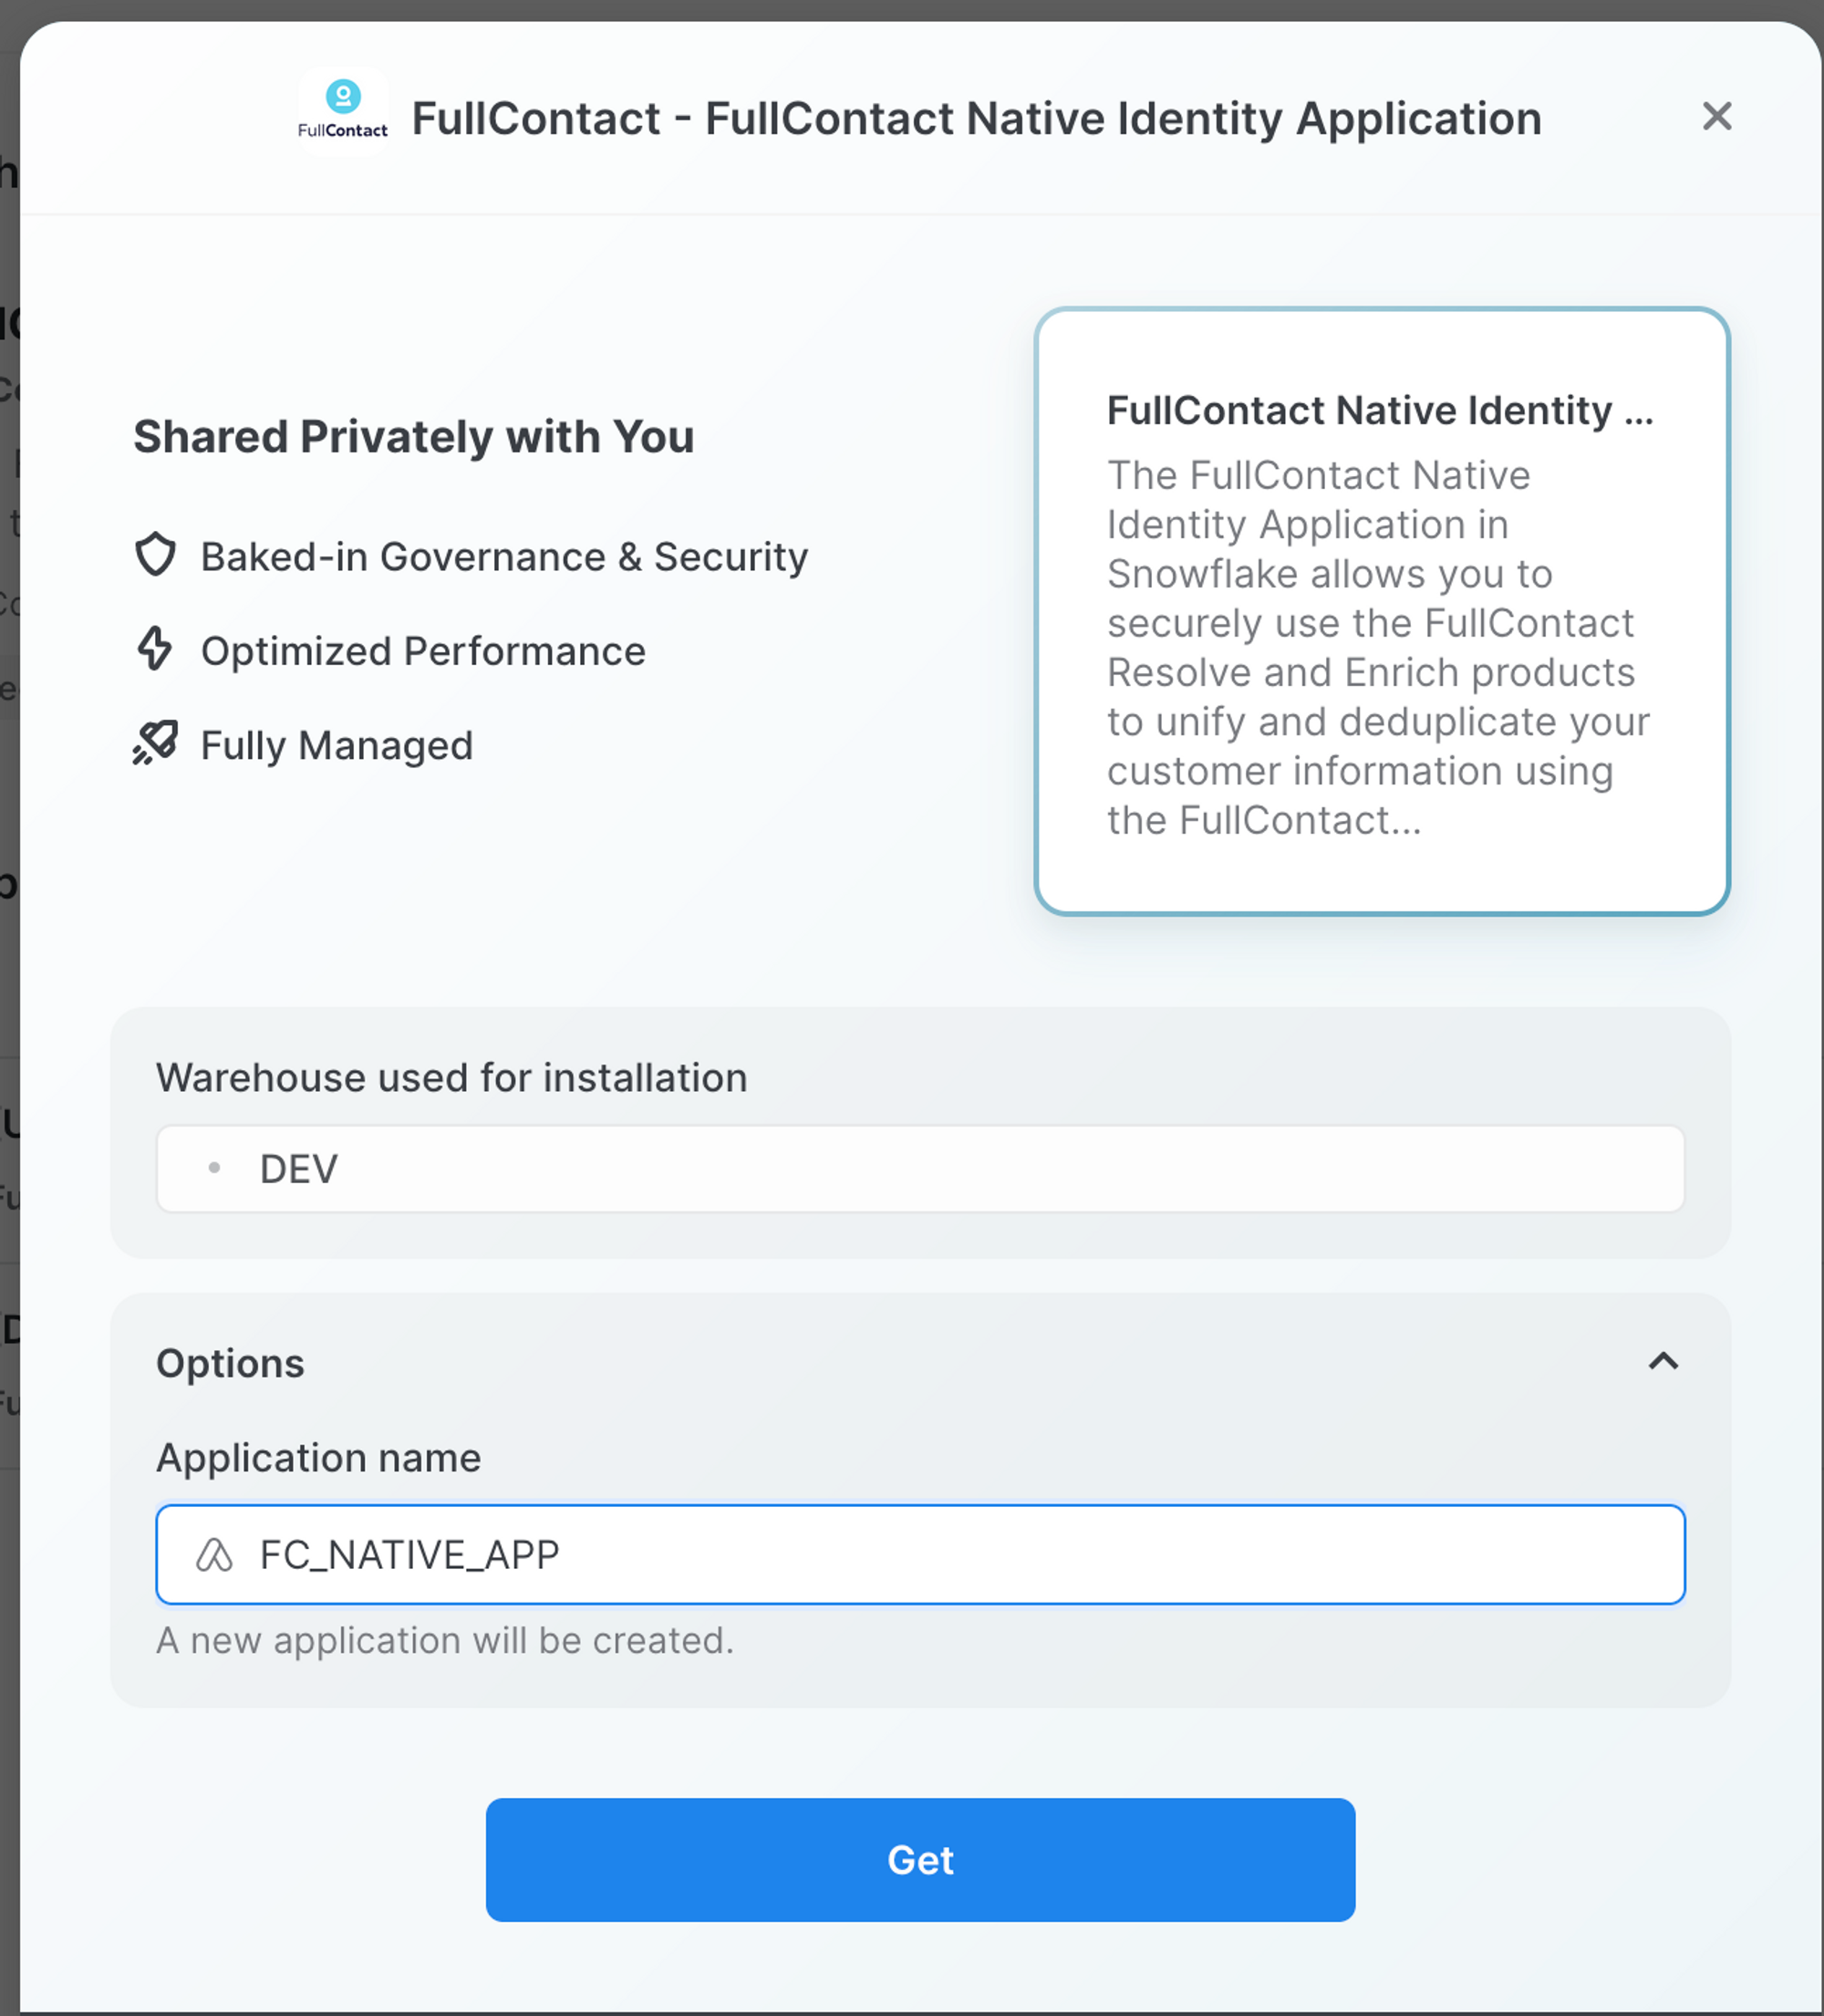 FullContact
FullContact - FullContact Native Identity Application
Shared Privately with You
Baked-in Governance & Security
Optimized Performance
Fully Managed
FullContact Native Identity ...
The FullContact Native
Identity Application in
Snowflake allows you to
securely use the FullContact
Resolve and Enrich products
to unify and deduplicate your
customer information using
the FullContact...
Warehouse used for installation
DEV
Options
Application name
FC_NATIVE_APP
A new application will be created.
Get